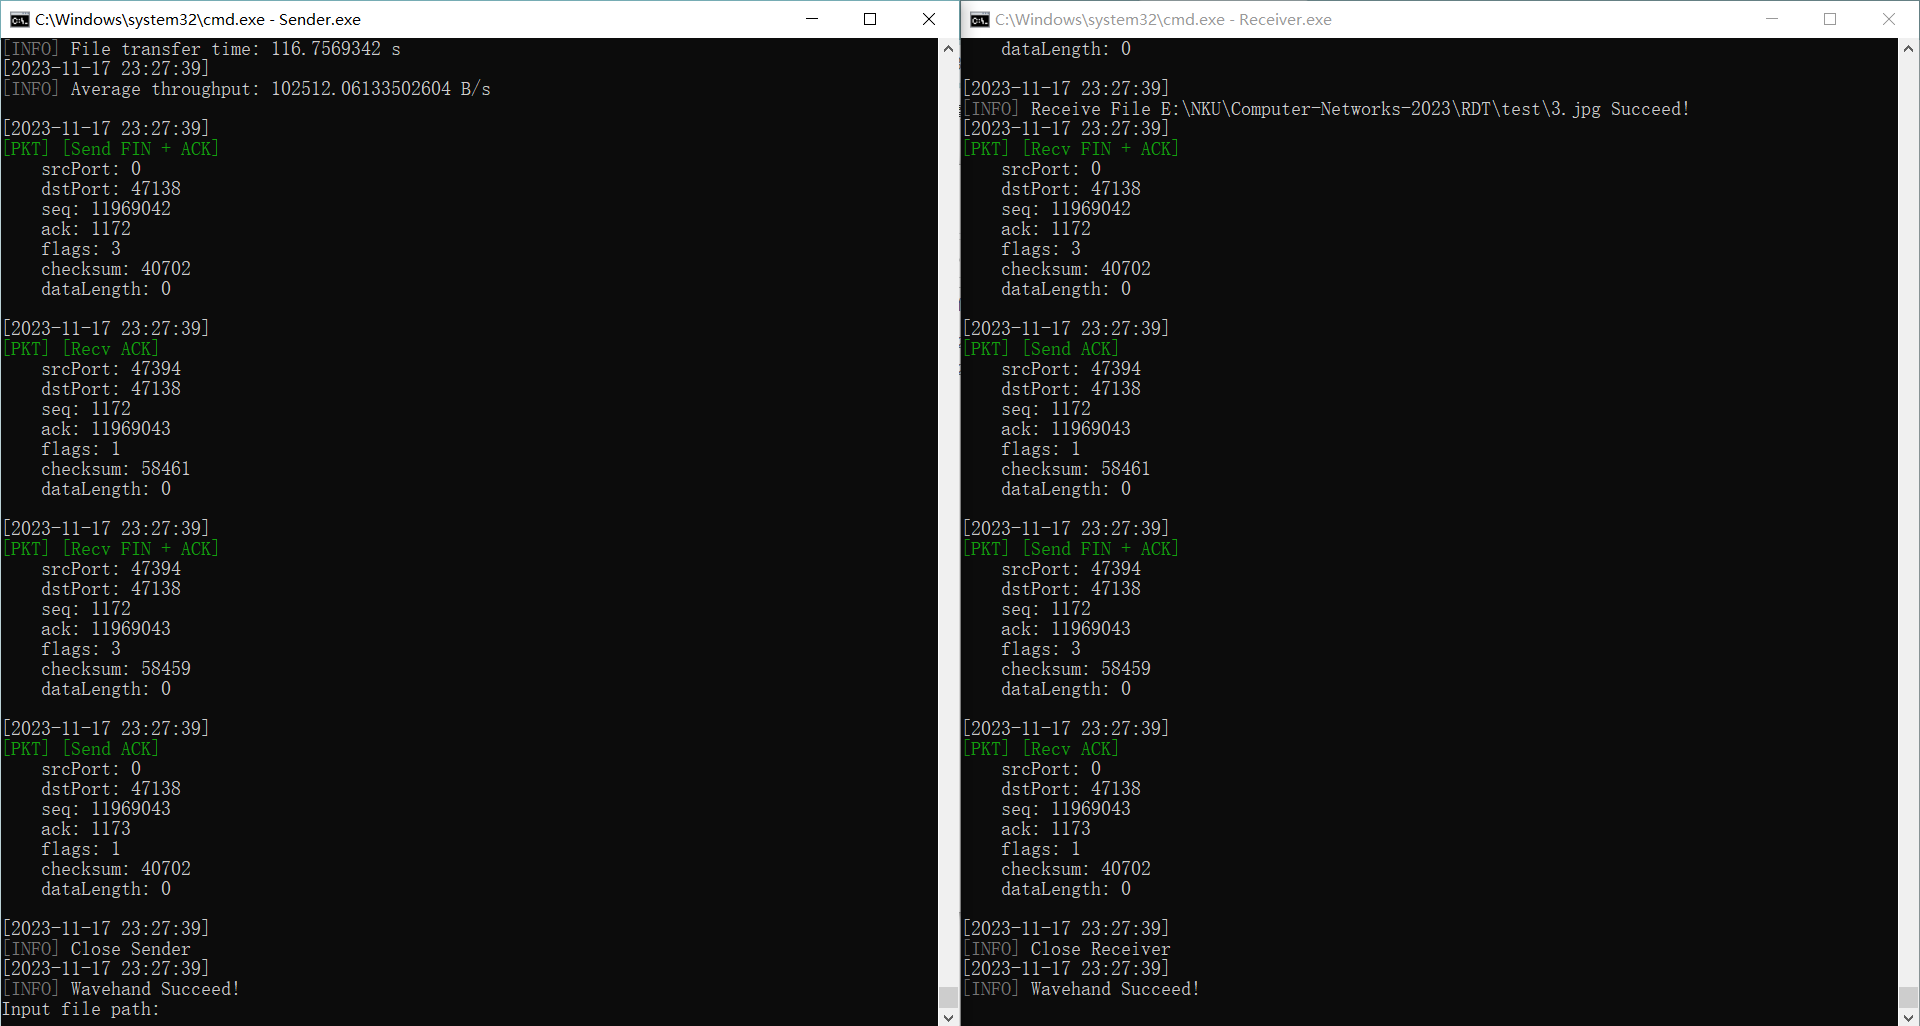 C:\Windows\system32\cmd.exe - Sender.exe
[INFO] File transfer time: 116.7569342 s
[2023-11-17 23:27:39]
[INFO] Average throughput: 102512.06133502604 B/s
[2023-11-17 23:27:39]
[PKT] [Send FIN + ACK]
srcPort: 0
dstPort: 47138
seq: 11969042
ack: 1172
flags: 3
checksum: 40702
dataLength: 0
[2023-11-17 23:27:39]
[PKT] [Recv ACK]
srcPort: 47394
dstPort: 47138
seq: 1172
ack: 11969043
flags: 1
checksum: 58461
dataLength: 0
[2023-11-17 23:27:39]
[PKT] [Recv FIN + ACK]
srcPort: 47394
dstPort: 47138
seq: 1172
ack: 11969043
flags: 3
checksum: 58459
dataLength: 0
[2023-11-17 23:27:39]
[PKT] [Send ACK]
srcPort: 0
dstPort: 47138
seq: 11969043
ack: 1173
flags: 1
checksum: 40702
dataLength: 0
[2023-11-17 23:27:39]
[INFO] Close Sender
[2023-11-17 23:27:39]
[INFO] Wavehand Succeed!
Input file path:
C:\Windows\system32\cmd.exe - Receiver.exe
dataLength: 0
[2023-11-17 23:27:39]
[INFO] Receive File E:\NKU\Computer-Networks-2023\RDT\test\3.jpg Succeed!
[2023-11-17 23:27:39]
[PKT] [Recv FIN + ACK]
srcPort: 0
dstPort: 47138
seq: 11969042
ack: 1172
flags: 3
checksum: 40702
dataLength: 0
[2023-11-17 23:27:39]
[PKT] [Send ACK]
srcPort: 47394
dstPort: 47138
seq: 1172
ack: 11969043
flags: 1
checksum: 58461
dataLength: 0
[2023-11-17 23:27:39]
[PKT] [Send FIN + ACK]
srcPort: 47394
dstPort: 47138
seq: 1172
ack: 11969043
flags: 3
checksum: 58459
dataLength: 0
[2023-11-17 23:27:39]
[PKT] [Recv ACK]
srcPort: 0
dstPort: 47138
seq: 11969043
ack: 1173
flags: 1
checksum: 40702
dataLength: 0
[2023-11-17 23:27:39]
[INFO] Close Receiver
[2023-11-17 23:27:39]
[INFO] Wavehand Succeed!